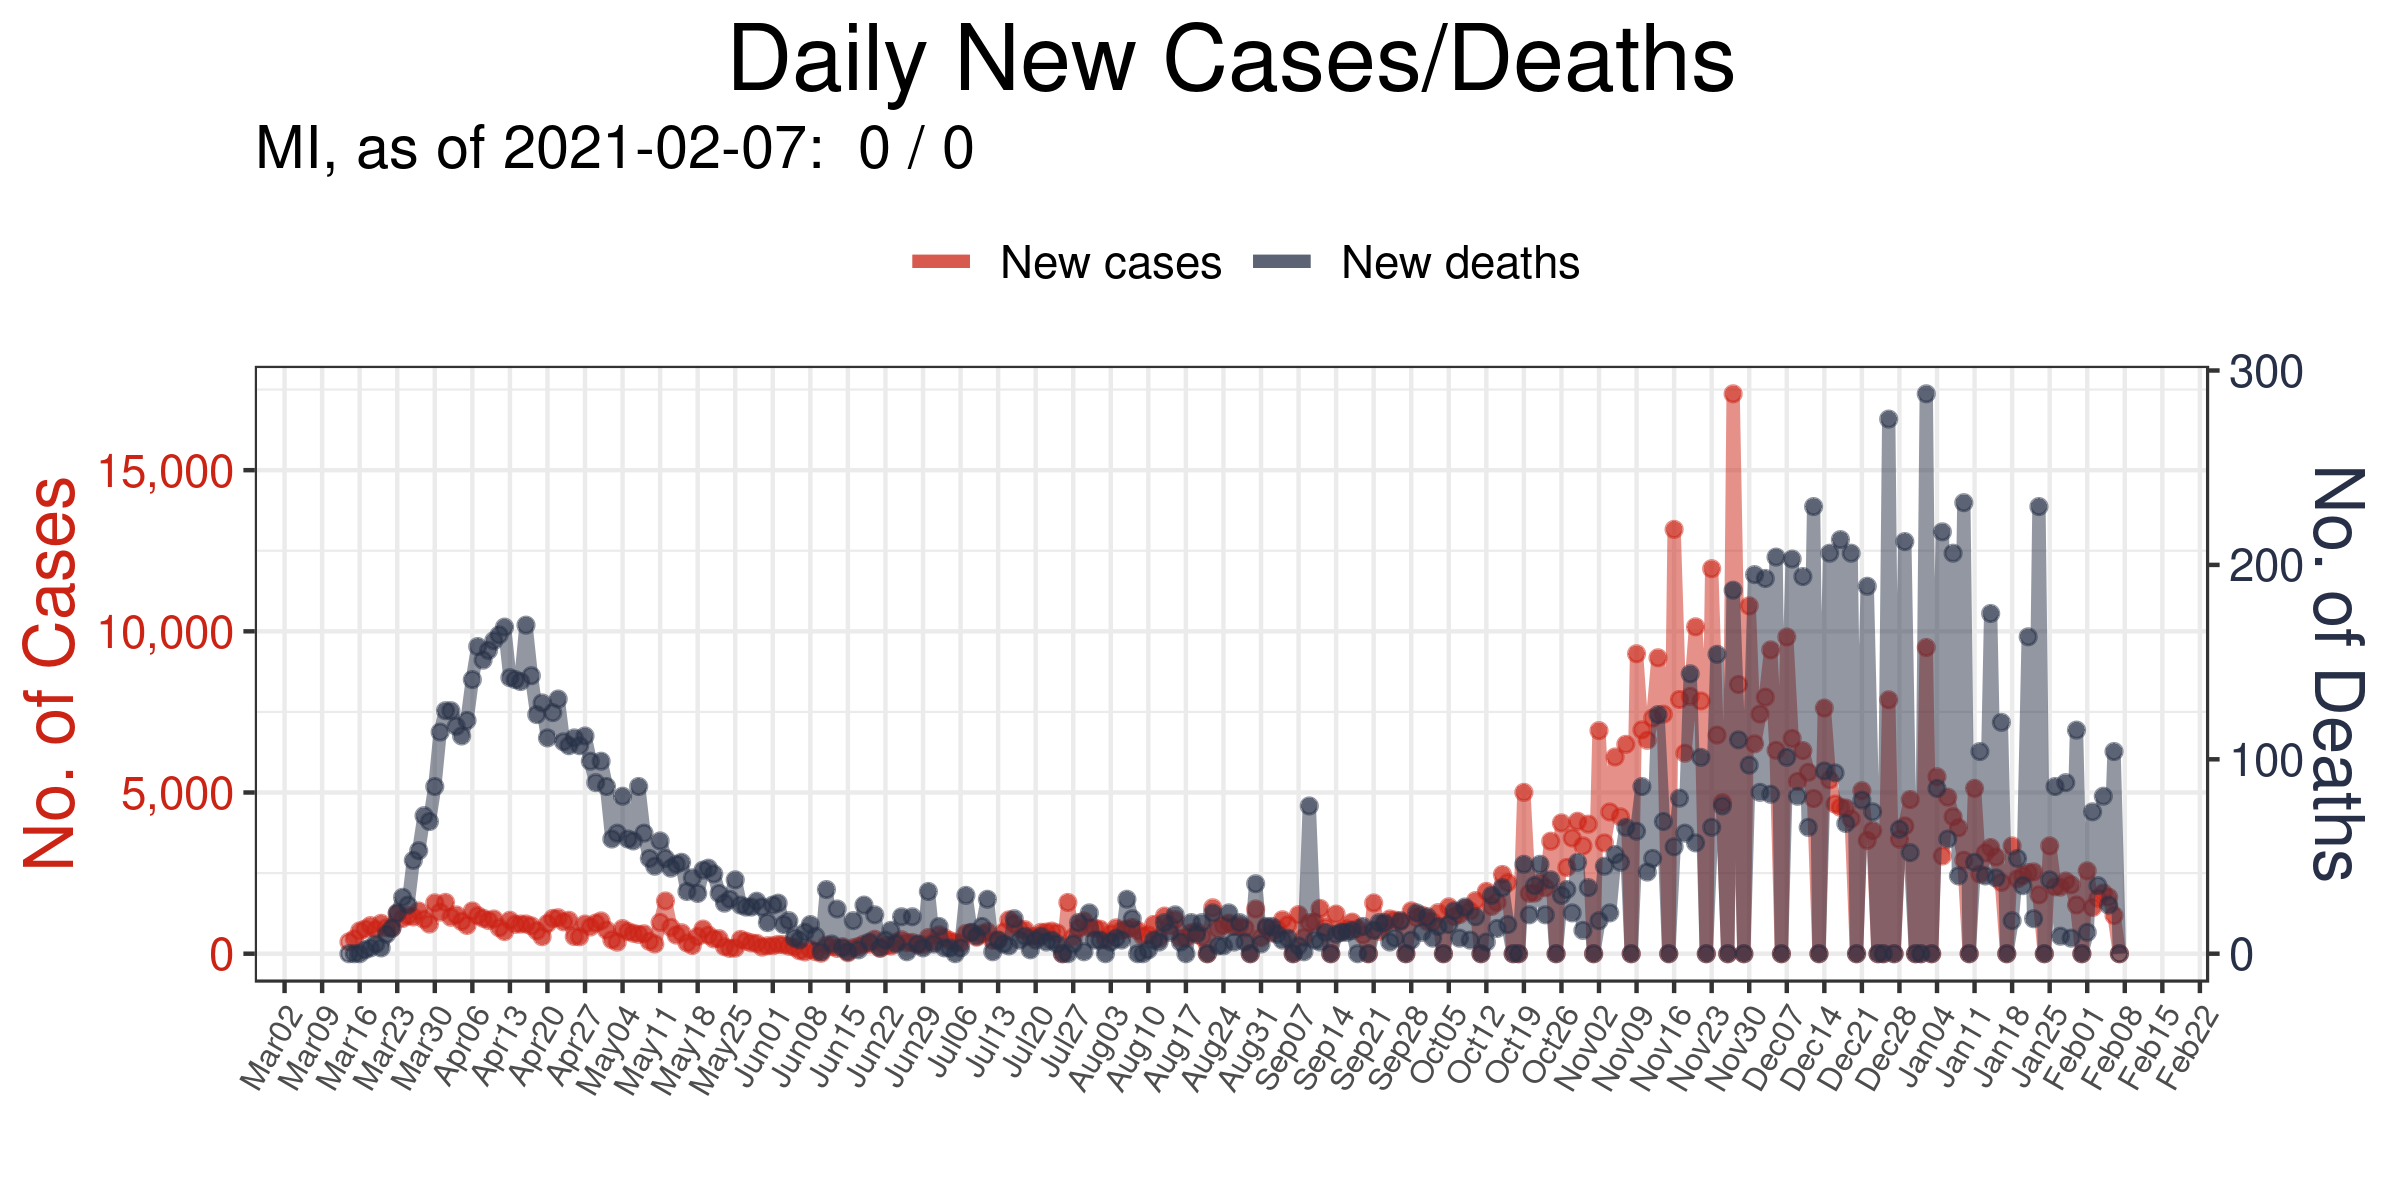 Daily New Cases/Deaths
MI, as of 2021-02-07: 0 / 0
New cases
New deaths
No. of Cases
15,000
10,000
5,000
0
300
200
100
0
No. of Deaths
Mar02
Mar09
Mar16
Mar23
Mar30
Apr06
Apr13
Apr20
Apr27
May04
May11
May18
May25
Jun01
Jun08
Jun15
Jun22
Jun29
Jul06
Jul13
Jul20
Jul27
Aug03
Aug10
Aug17
Aug24
Aug31
Sep07
Sep14
Sep21
Sep28
Oct05
Oct12
Oct19
Oct26
Nov02
Nov09
Nov16
Nov23
Nov30
Dec07
Dec14
Dec21
Dec28
Jan04
Jan11
Jan18
Jan25
Feb01
Feb08
Feb15
Feb22